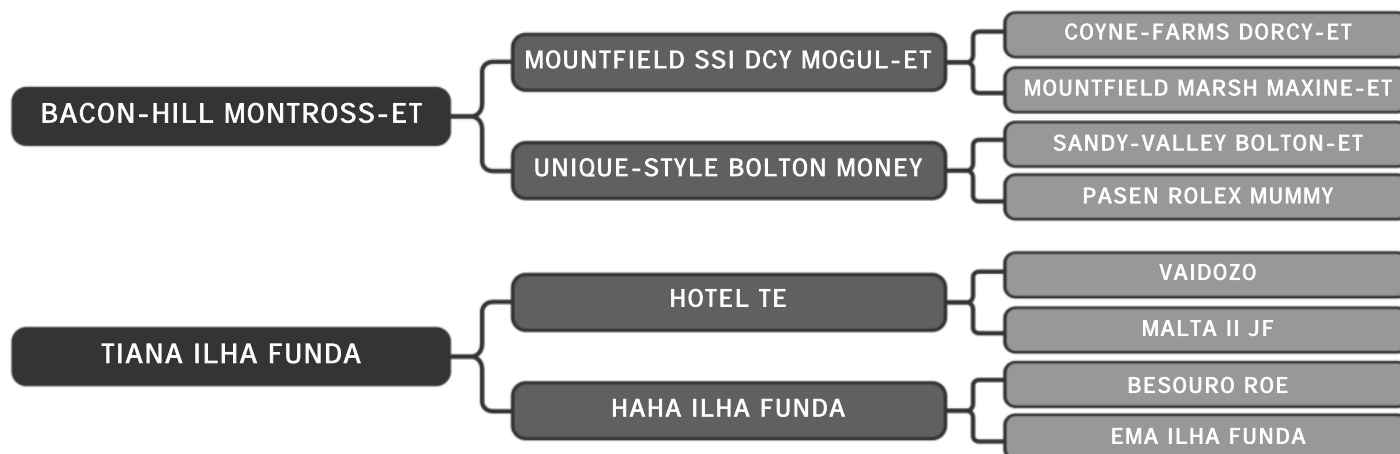 BACON-HILL MONTROSS-ET
MOUNTFIELD SSI DCY MOGUL-ET
COYNE-FARMS DORCY-ET
MOUNTFIELD MARSH MAXINE-ET
UNIQUE-STYLE BOLTON MONEY
SANDY-VALLEY BOLTON-ET
PASEN ROLEX MUMMY
TIANA ILHA FUNDA
HOTEL TE
VAIDOZO
MALTA II JF
HAHA ILHA FUNDA
BESOURO ROE
EMA ILHA FUNDA